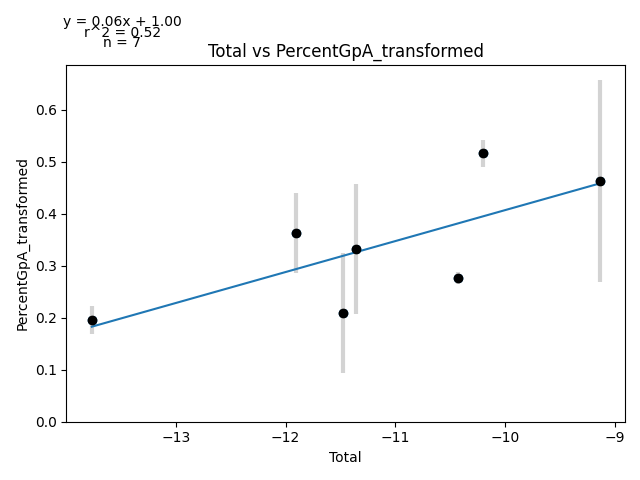 y = 0.06x + 1.00
r^2 = 0.52
n = 7
Total vs PercentGpA_transformed
PercentGpA_transformed
0.6
0.5
0.4
0.3
0.2
0.1
0.0
−13
−12
−11
−10
−9
Total